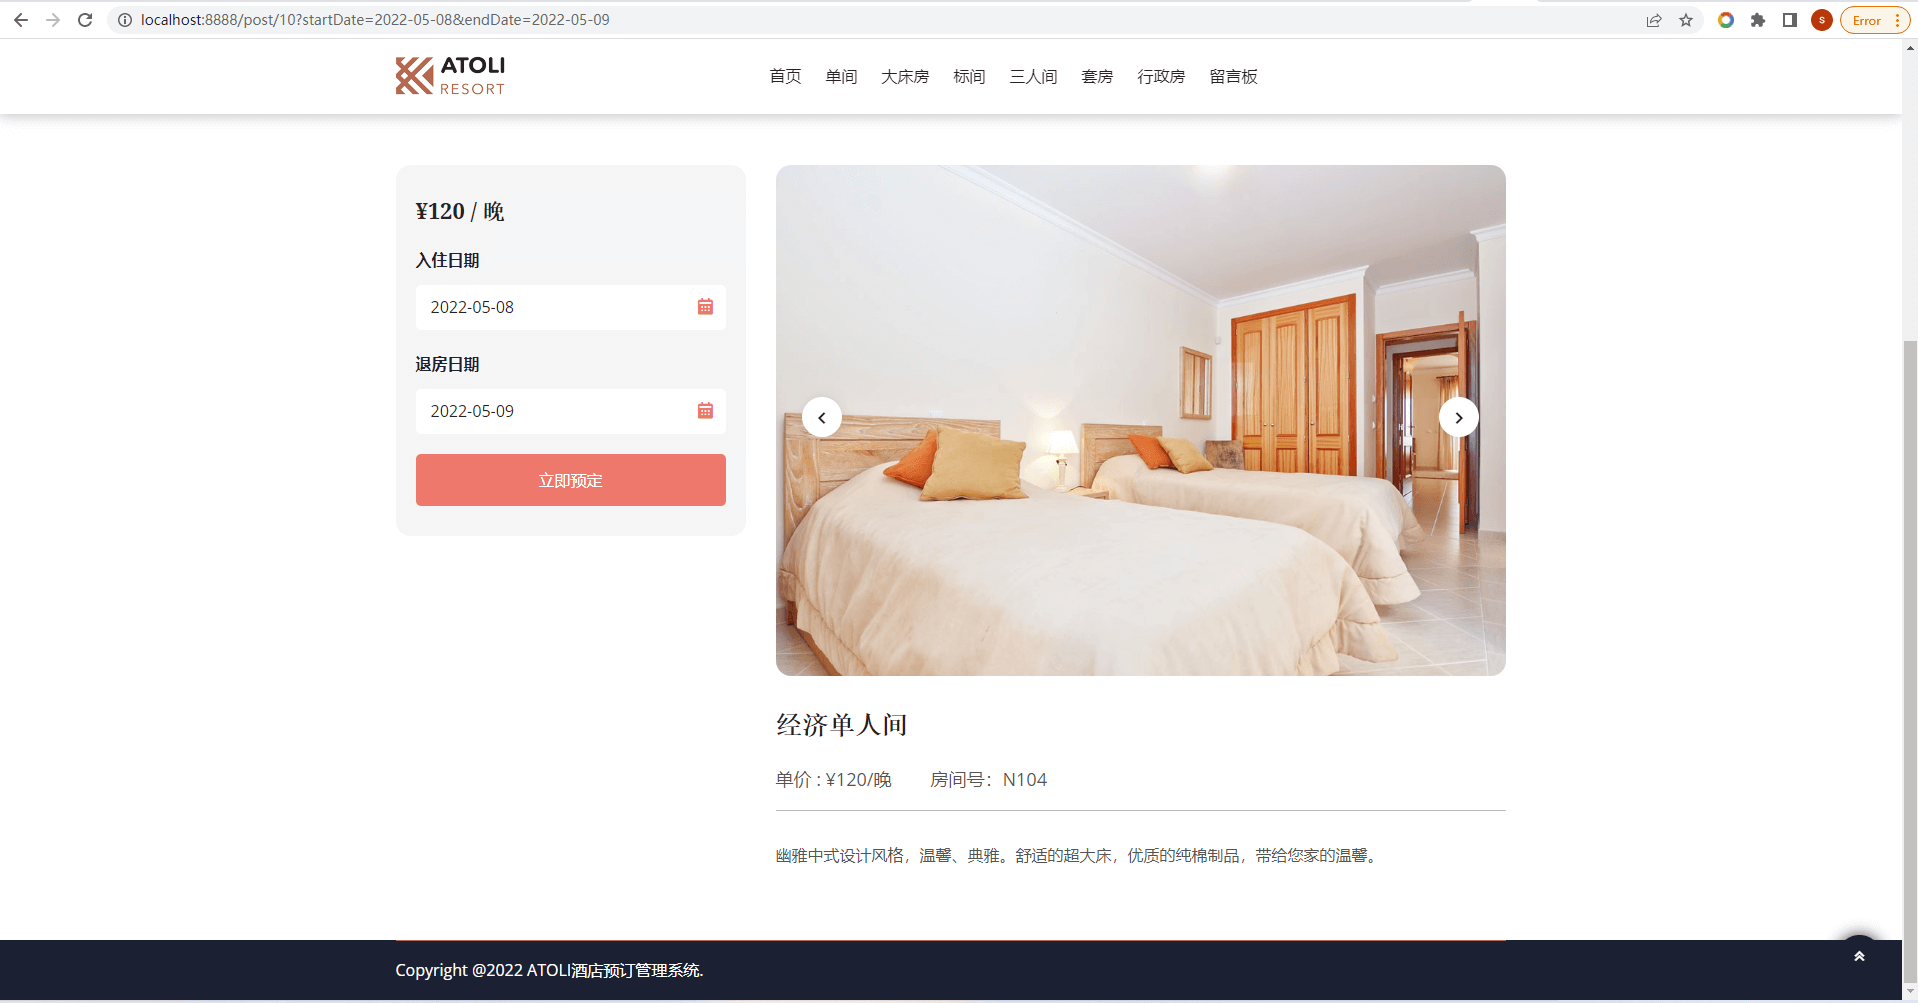 localhost:8888/post/10?startDate=2022-05-08&endDate=2022-05-09
S
Error
ATOLI
RESORT
首页 单间 大床房 标间 三人间 套房 行政房 留言板
¥120 / 晚
入住日期
2022-05-08
退房日期
2022-05-09
立即预定
经济单人间
单价 : ¥120/晚 房间号：N104
幽雅中式设计风格，温馨、典雅。舒适的超大床，优质的纯棉制品，带给您家的温馨。
Copyright @2022 ATOLI酒店预订管理系统.